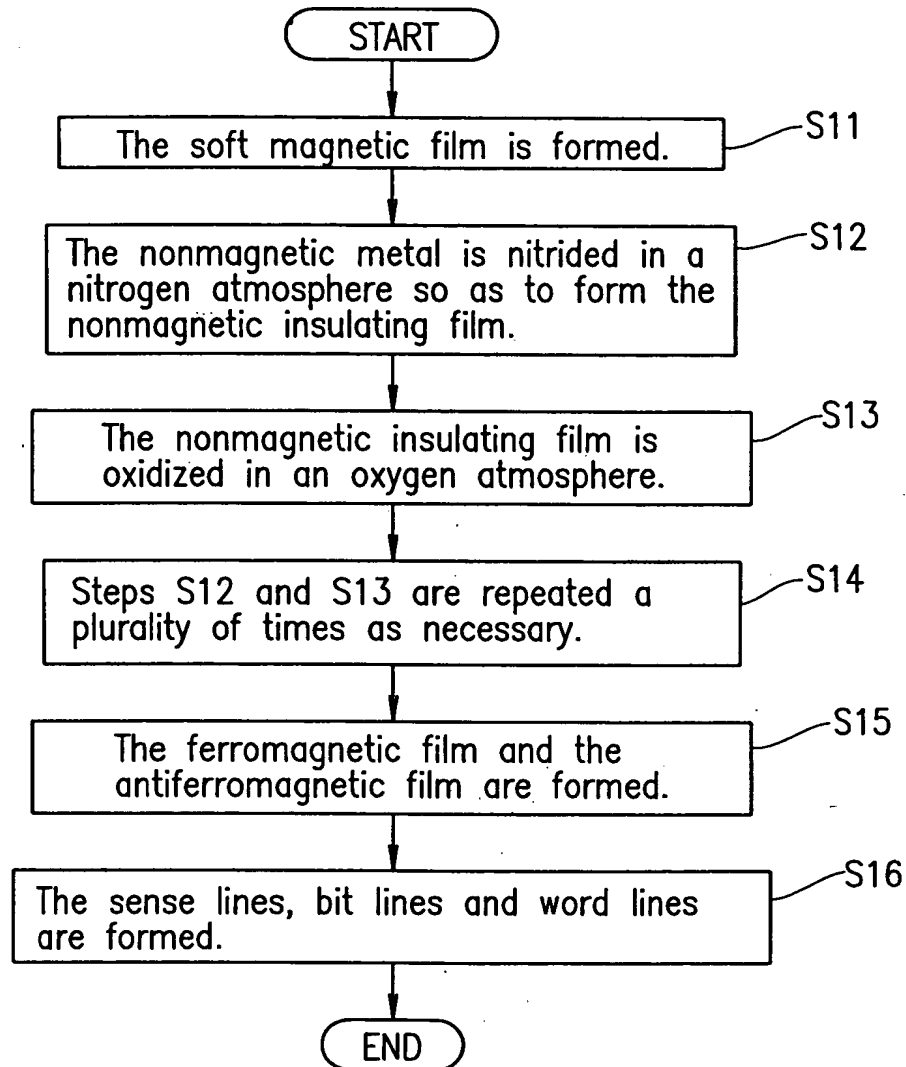 START
The soft magnetic film is formed.
S11
The nonmagnetic metal is nitrided in a
nitrogen atmosphere so as to form the
nonmagnetic insulating film.
S12
The nonmagnetic insulating film is
oxidized in an oxygen atmosphere.
S13
Steps S12 and S13 are repeated a
plurality of times as necessary.
S14
The ferromagnetic film and the
antiferromagnetic film are formed.
S15
The sense lines, bit lines and word lines
are formed.
S16
END